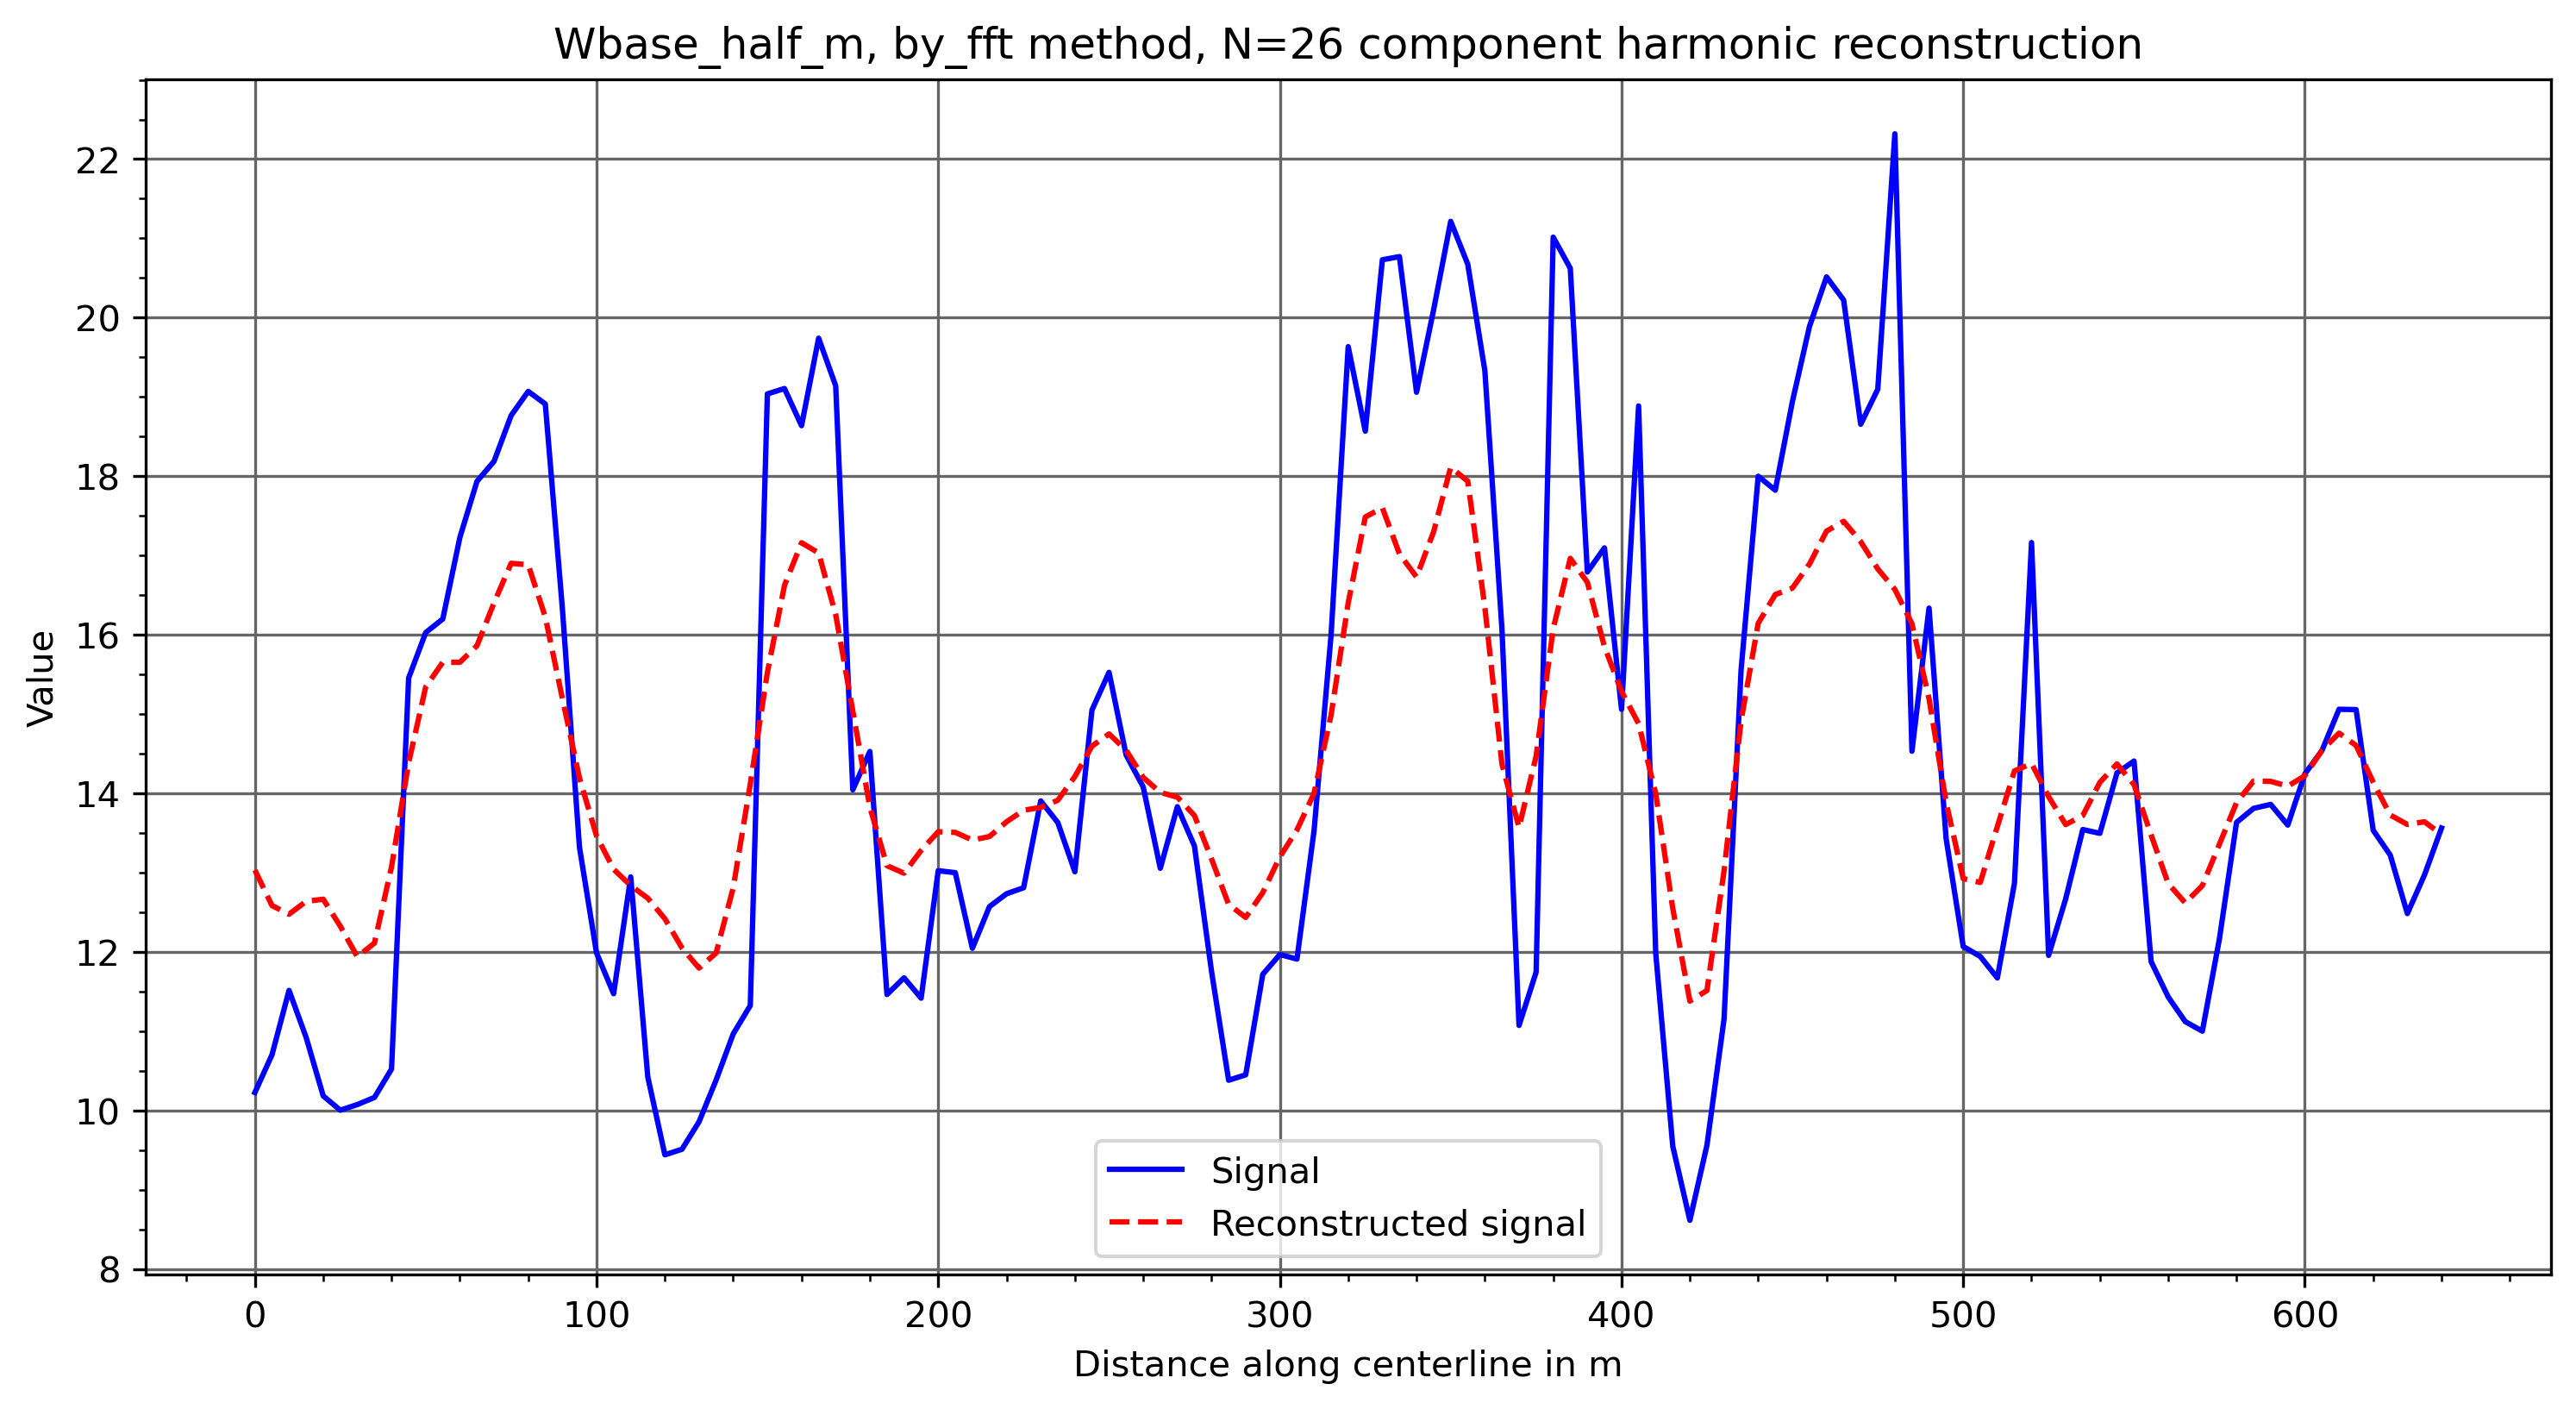 Wbase_half_m, by_fft method, N=26 component harmonic reconstruction
22
20
18
16
14
12
10
8
Value
Signal
Reconstructed signal
0 100 200 300 400 500 600
Distance along centerline in m